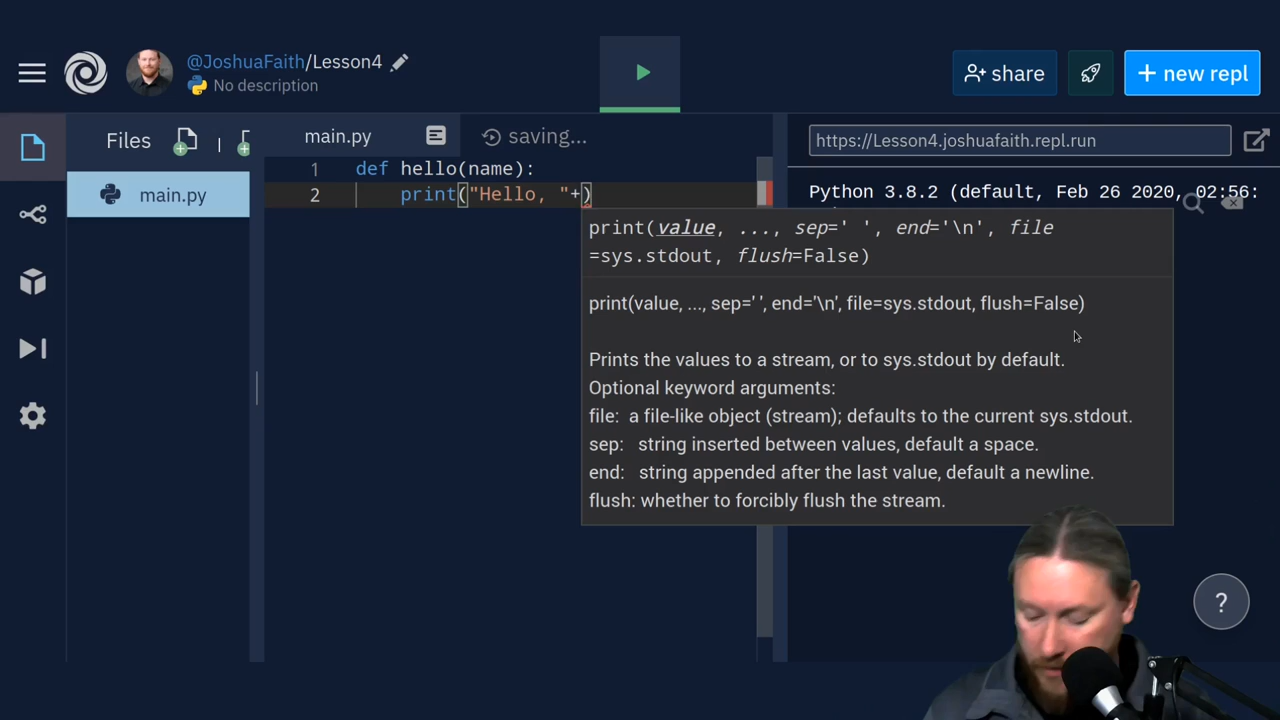 @JoshuaFaith/Lesson4
No description
share
+ new repl
Files
main.py
saving...
https://Lesson4.joshuafaith.repl.run
main.py
1 def hello(name):
2 print("Hello, "+)
Python 3.8.2 (default, Feb 26 2020, 02:56:
print(value, ..., sep=' ', end='\n', file
=sys.stdout, flush=False)
print(value, ..., sep=' ', end='\n', file=sys.stdout, flush=False)
Prints the values to a stream, or to sys.stdout by default.
Optional keyword arguments:
file: a file-like object (stream); defaults to the current sys.stdout.
sep: string inserted between values, default a space.
end: string appended after the last value, default a newline.
flush: whether to forcibly flush the stream.
?